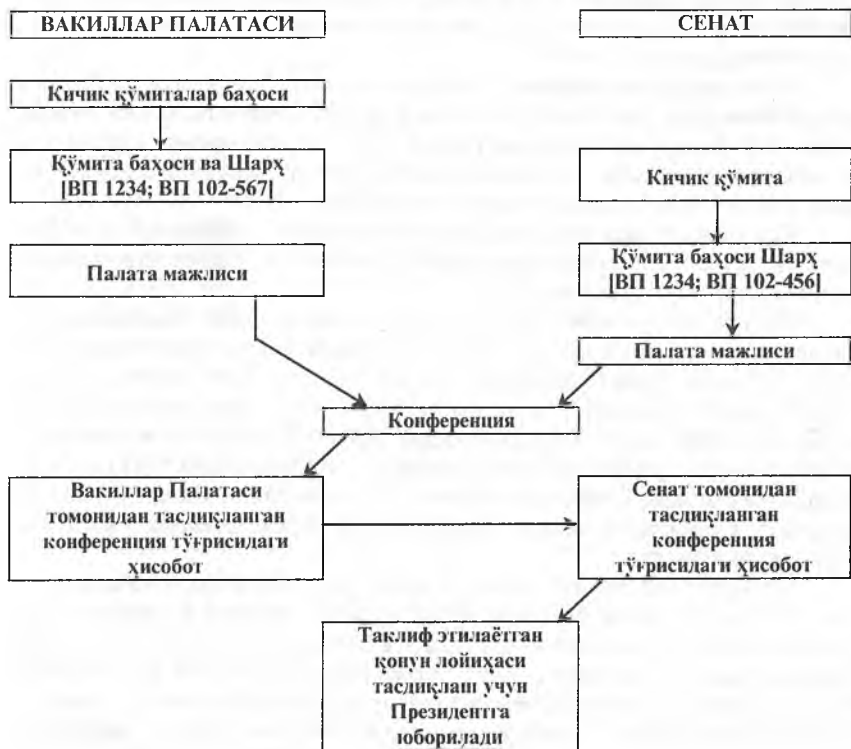 ВАКИЛЛАР ПАЛАТАСИ
СЕНАТ
Кичик қўмиталар баҳоси
Қўмита баҳоси ва Шарҳ
[ВП 1234; ВП 102-567]
Кичик қўмита
Палата мажлиси
Қўмита баҳоси Шарҳ
[ВП 1234; ВП 102-456]
Палата мажлиси
Конференция
Вакиллар Палатаси
томонидан тасдиқланган
конференция тўғрисидаги
ҳисобот
Сенат томонидан
тасдиқланган
конференция
тўғрисидаги ҳисобот
Таклиф этилаётган
қонун лойиҳаси
тасдиқлаш учун
Президентга
юборилади